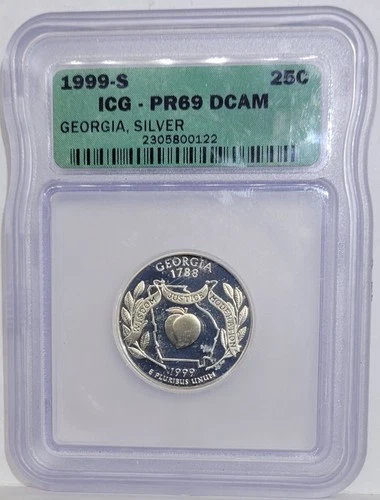 1999-S 25C
ICG - PR69 DCAM
GEORGIA, SILVER
2305800122
GEORGIA
1788
WISDOM JUSTICE MODERATION
1999
E PLURIBUS UNUM